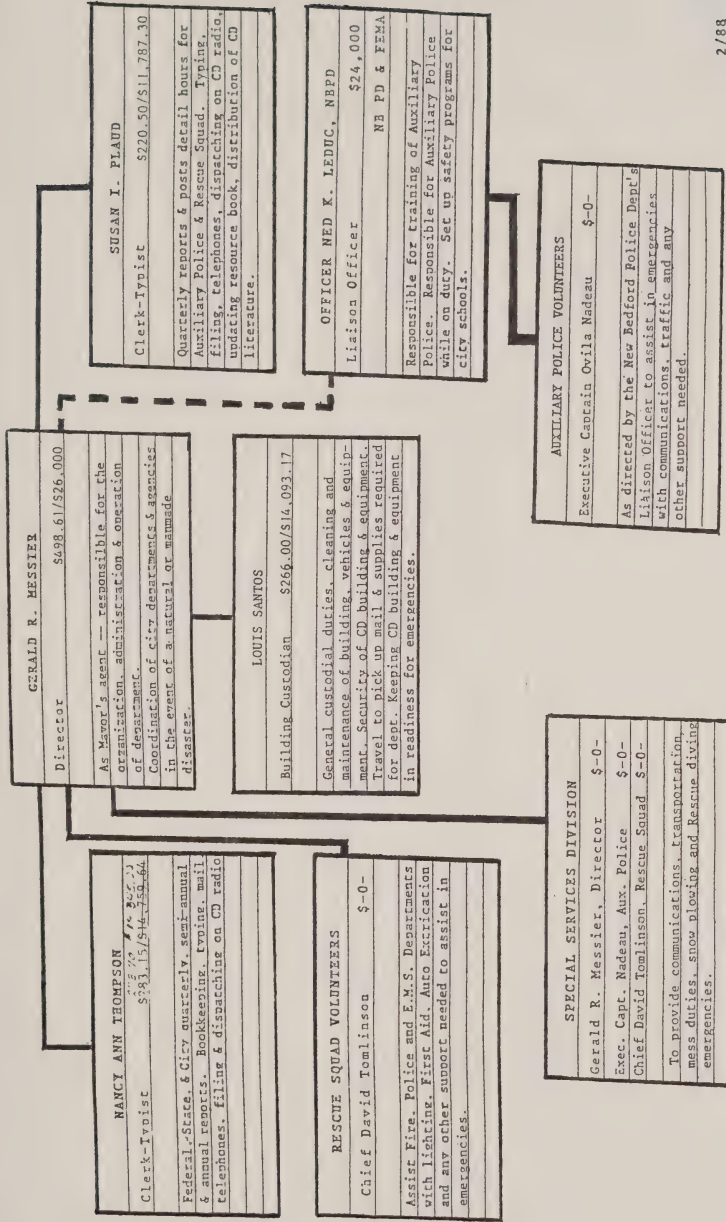 GERALD R. MESSIER
Director $498.61/$26.000
As Mayor's agent -- responsilble for the
organization, administration & operation
of department.
Coordination of city departments & agencies
in the event of a natural or manmade
disaster.
NANCY ANN THOMPSON
Clerk-Typist $283.15/$14,759.64
Federal, State, & City quarterly, semi-annual
& annual reports. Bookkeeping, typing, mail
telephones, filing & dispatching on CD radio
SUSAN I. PLAUD
Clerk-Typist $220.50/$11,787.30
Quarterly reports & posts detail hours for
Auxiliary Police & Rescue Squad. Typing,
filing, telephones, dispatching on CD radio,
updating resource book, distribution of CD
literature.
LOUIS SANTOS
Building Custodian $266.00/$14.093.17
General custodial duties, cleaning and
maintenance of building, vehicles & equip-
ment. Security of CD building & equipment.
Travel to pick up mail & supplies required
for dept. Keeping CD building & equipment
in readiness for emergencies.
RESCUE SQUAD VOLUNTEERS
Chief David Tomlinson $-0-
Assist Fire, Police and E.M.S. Departments
with lighting, First Aid, Auto Extrication
and any other support needed to assist in
emergencies.
OFFICER NED K. LEDUC, NBPD
Liaison Officer $24,000
NB PD & FEMA
Responsible for training of Auxiliary
Police. Responsible for Auxiliary Police
while on duty. Set up safety programs for
city schools.
SPECIAL SERVICES DIVISION
Gerald R. Messier, Director $-0-
Exec. Capt. Nadeau, Aux. Police $-0-
Chief David Tomlinson, Rescue Squad $-0-
To provide communications, transportation,
mess duties, snow plowing and Rescue diving
emergencies.
AUXILIARY POLICE VOLUNTEERS
Executive Captain Ovila Nadeau $-0-
As directed by the New Bedford Police Dept's
Liaison Officer to assist in emergencies
with communications, traffic and any
other support needed.
2/88